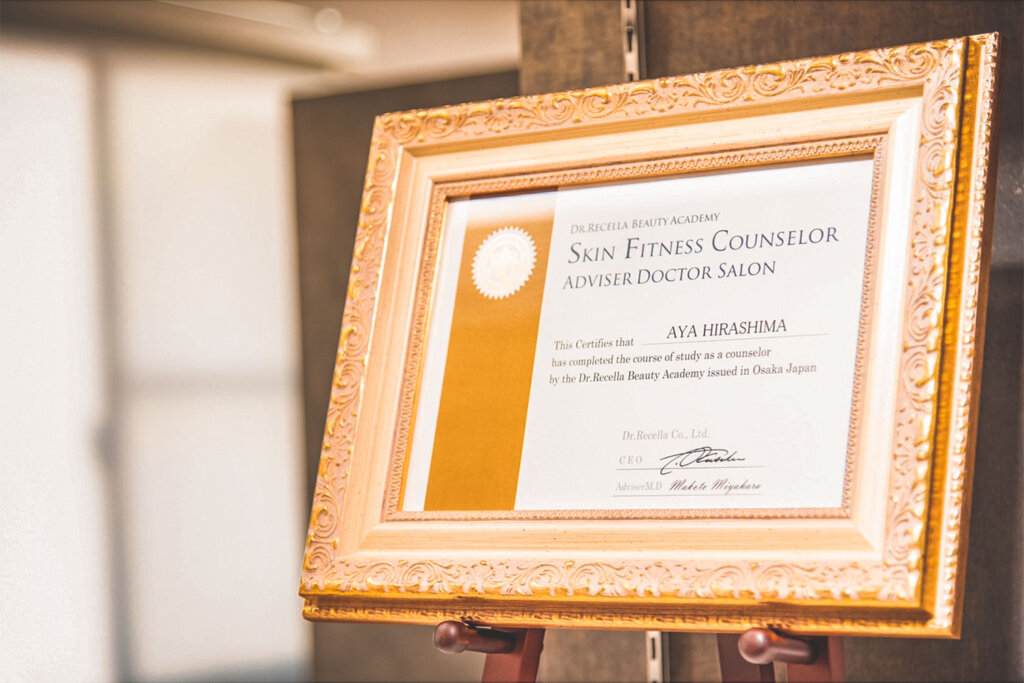 DR.RECELLA BEAUTY ACADEMY
SKIN FITNESS COUNSELOR
ADVISER DOCTOR SALON
This Certifies that AYA HIRASHIMA
has completed the course of study as a counselor
by the Dr.Recella Beauty Academy issued in Osaka Japan
Dr.Recella Co., Ltd.
CEO
AdviserM.D Makoto Miyahara